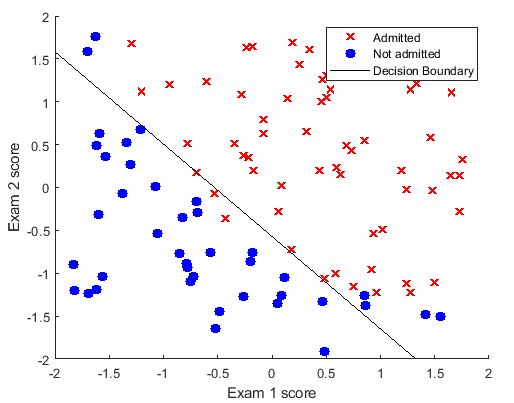 2
1.5
1
0.5
0
-0.5
-1
-1.5
-2
Exam 2 score
Admitted
Not admitted
Decision Boundary
-2 -1.5 -1 -0.5 0 0.5 1 1.5 2
Exam 1 score